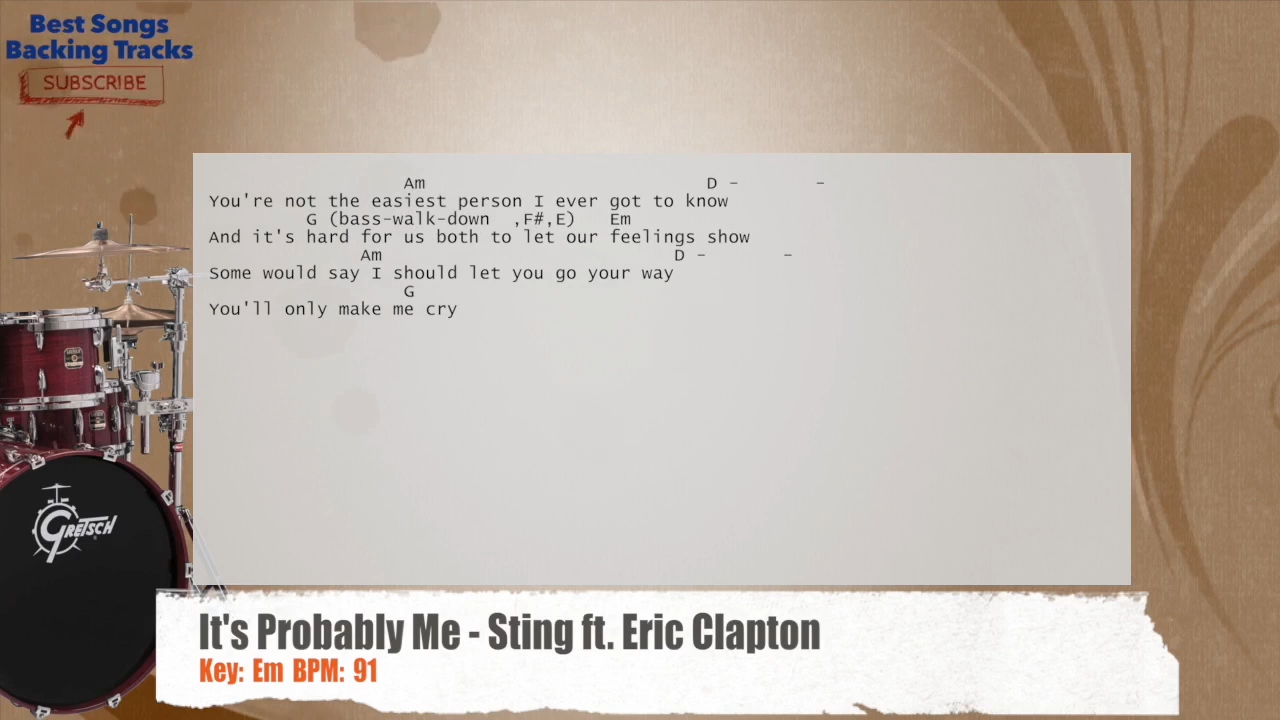 Best Songs
Backing Tracks
SUBSCRIBE
Am D - -
You're not the easiest person I ever got to know
G (bass-walk-down ,F#,E) Em
And it's hard for us both to let our feelings show
Am D - -
Some would say I should let you go your way
G
You'll only make me cry
GRETSCH
It's Probably Me - Sting ft. Eric Clapton
Key: Em BPM: 91